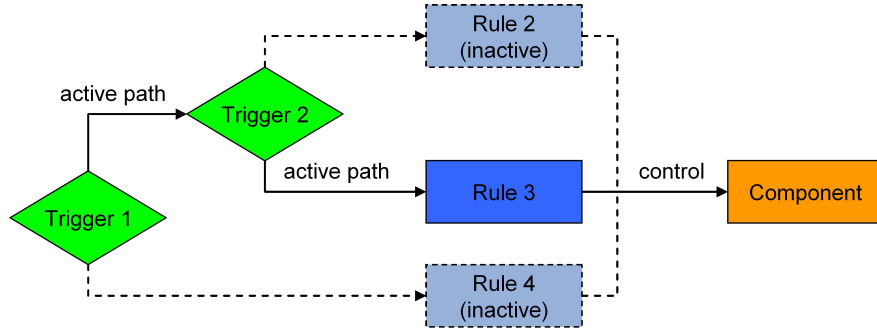 Rule 2
(inactive)
active path
Trigger 2
active path
Rule 3
control
Component
Trigger 1
Rule 4
(inactive)